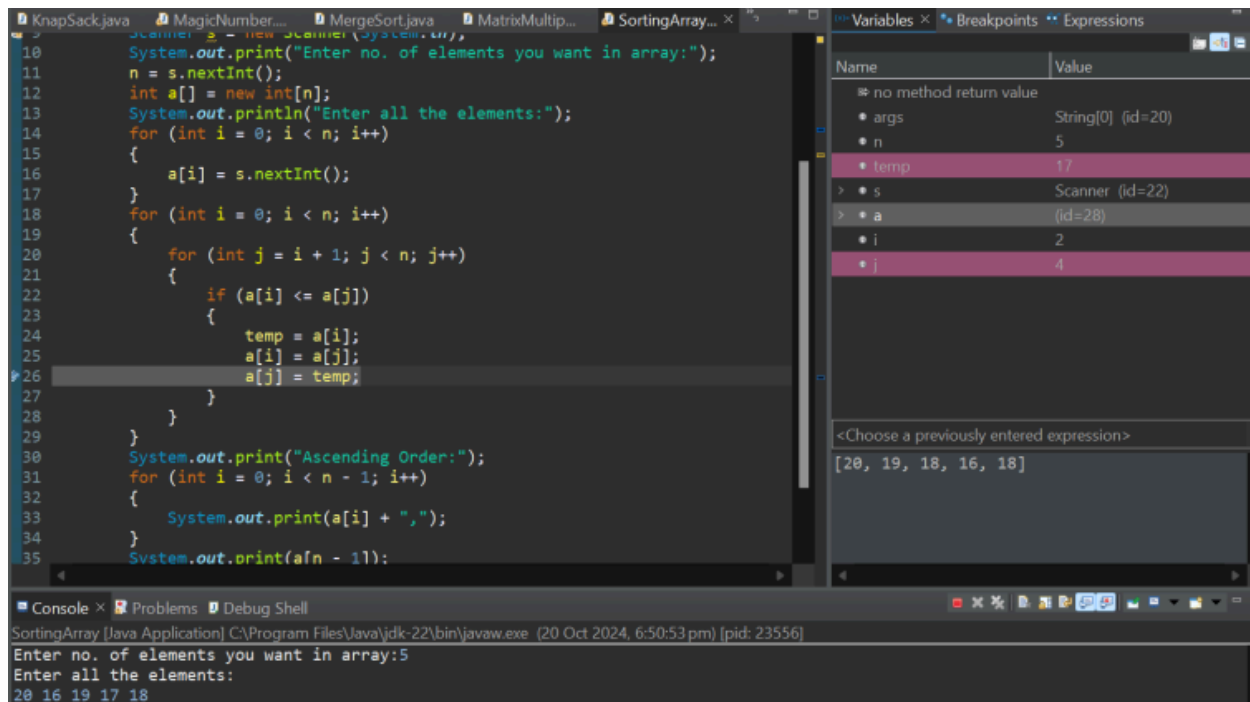 KnapSack.java MagicNumber.... MergeSort.java MatrixMultip... SortingArray...
9 Scanner s = new Scanner(System.in);
10 System.out.print("Enter no. of elements you want in array:");
11 n = s.nextInt();
12 int a[] = new int[n];
13 System.out.println("Enter all the elements:");
14 for (int i = 0; i < n; i++)
15 {
16 a[i] = s.nextInt();
17 }
18 for (int i = 0; i < n; i++)
19 {
20 for (int j = i + 1; j < n; j++)
21 {
22 if (a[i] <= a[j])
23 {
24 temp = a[i];
25 a[i] = a[j];
26 a[j] = temp;
27 }
28 }
29 }
30 System.out.print("Ascending Order:");
31 for (int i = 0; i < n - 1; i++)
32 {
33 System.out.print(a[i] + ",");
34 }
35 System.out.print(a[n - 1]);
Variables Breakpoints Expressions
Name Value
no method return value
args String[0] (id=20)
n 5
temp 17
s Scanner (id=22)
a (id=28)
i 2
j 4
<Choose a previously entered expression>
[20, 19, 18, 16, 18]
Console Problems Debug Shell
SortingArray [Java Application] C:\Program Files\Java\jdk-22\bin\javaw.exe (20 Oct 2024, 6:50:53 pm) [pid: 23556]
Enter no. of elements you want in array:5
Enter all the elements:
20 16 19 17 18